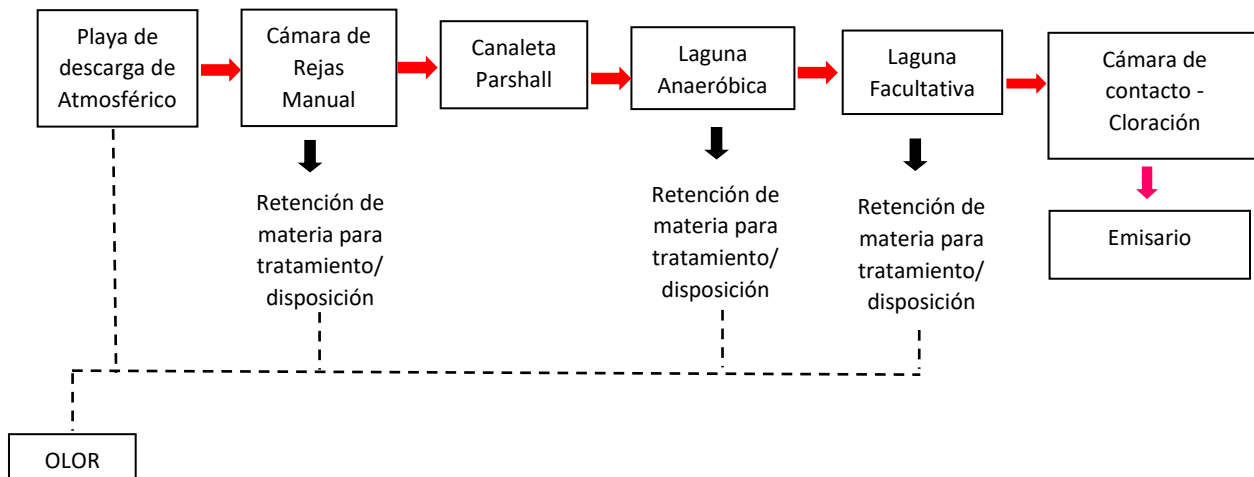 Playa de
descarga de
Atmosférico
Cámara de
Rejas
Manual
Canaleta
Parshall
Laguna
Anaeróbica
Laguna
Facultativa
Cámara de
contacto -
Cloración
Retención de
materia para
tratamiento/
disposición
Retención de
materia para
tratamiento/
disposición
Retención de
materia para
tratamiento/
disposición
Emisario
OLOR